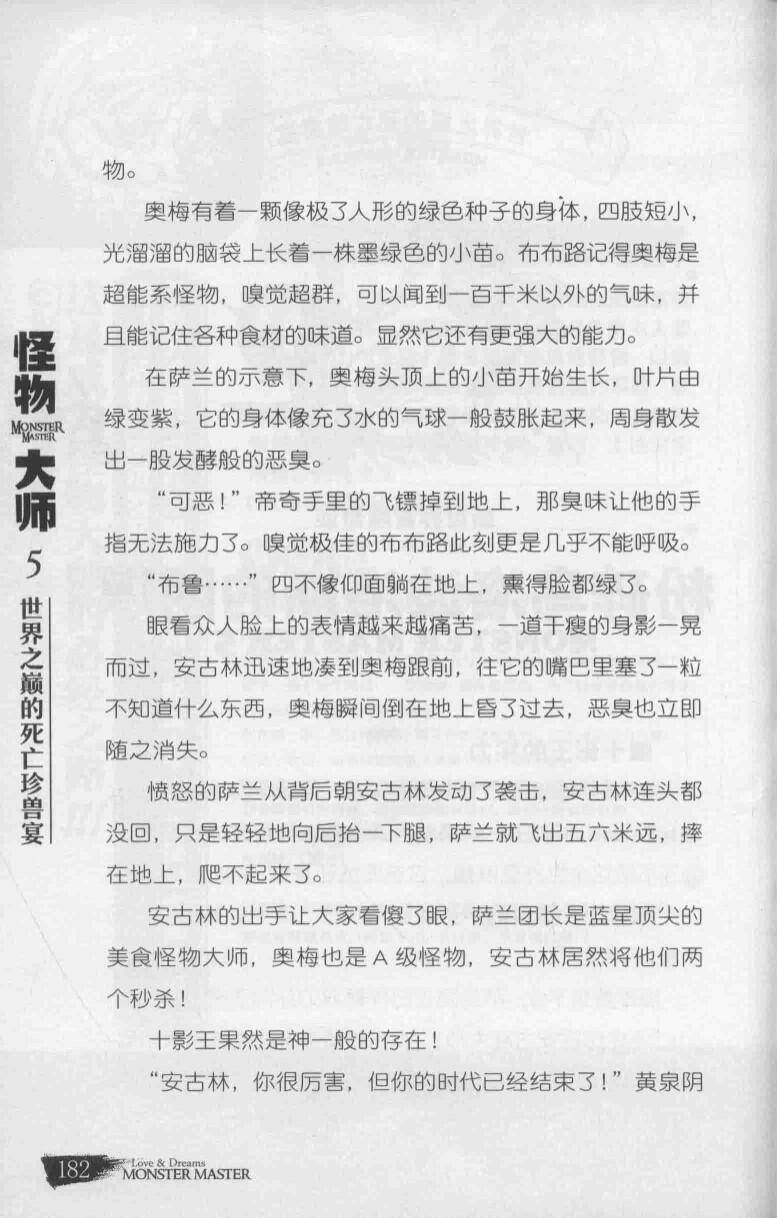 物。
奥梅有着一颗像极了人形的绿色种子的身体，四肢短小，
光溜溜的脑袋上长着一株墨绿色的小苗。布布路记得奥梅是
超能系怪物，嗅觉超群，可以闻到一百千米以外的气味，并
且能记住各种食材的味道。显然它还有更强大的能力。
在萨兰的示意下，奥梅头顶上的小苗开始生长，叶片由
绿变紫，它的身体像充了水的气球一般鼓胀起来，周身散发
出一股发酵般的恶臭。
“可恶！”帝奇手里的飞镖掉到地上，那臭味让他的手
指无法施力了。嗅觉极佳的布布路此刻更是几乎不能呼吸。
“布鲁……”四不像仰面躺在地上，熏得脸都绿了。
眼看众人脸上的表情越来越痛苦，一道干瘦的身影一晃
而过，安古林迅速地凑到奥梅跟前，往它的嘴巴里塞了一粒
不知道什么东西，奥梅瞬间倒在地上昏了过去，恶臭也立即
随之消失。
愤怒的萨兰从背后朝安古林发动了袭击，安古林连头都
没回，只是轻轻地向后抬一下腿，萨兰就飞出五六米远，摔
在地上，爬不起来了。
安古林的出手让大家看傻了眼，萨兰团长是蓝星顶尖的
美食怪物大师，奥梅也是 A 级怪物，安古林居然将他们两
个秒杀！
十影王果然是神一般的存在！
“安古林，你很厉害，但你的时代已经结束了！”黄泉阴
怪物
MONSTER
MASTER
大师
5
世界之巅的死亡珍兽宴
182
Love & Dreams
MONSTER MASTER